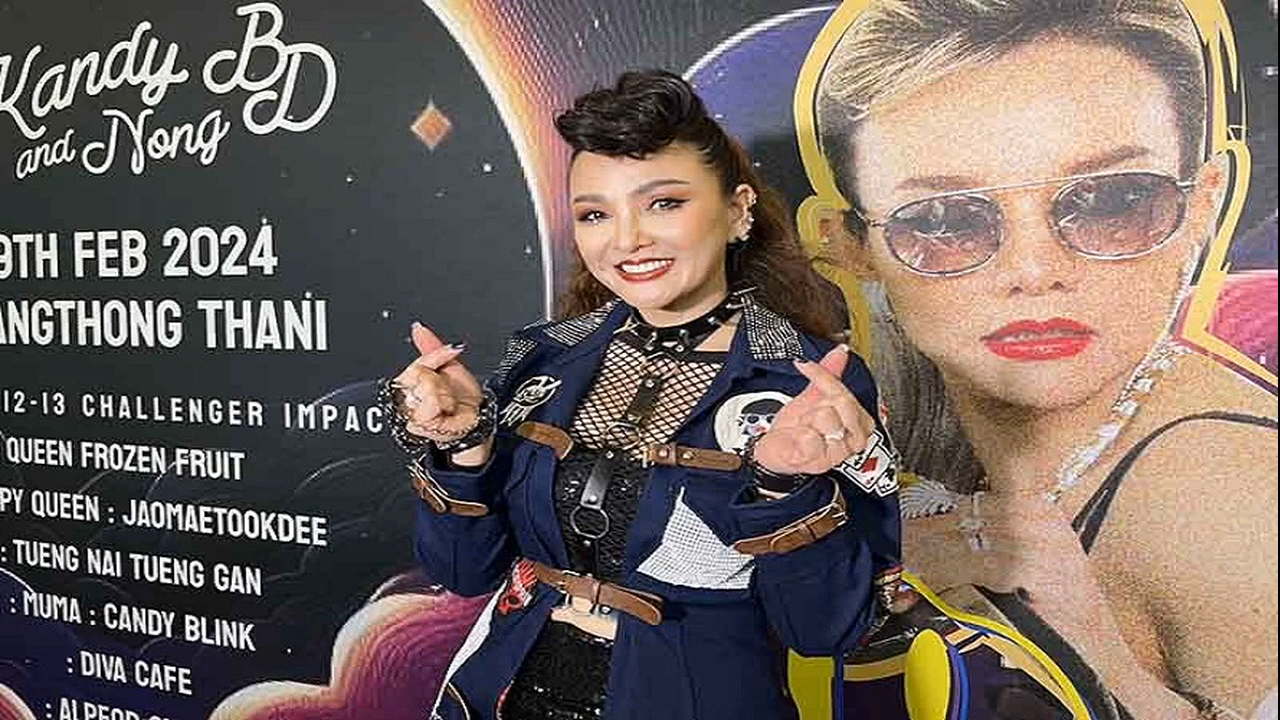 Kandy BD
and Nong
9TH FEB 2024
ANGTHONG THANI
12-13 CHALLENGER IMPAC
QUEEN FROZEN FRUIT
PY QUEEN : JAOMAETOOKDEE
: TUENG NAI TUENG GAN
: MUMA : CANDY BLINK
: DIVA CAFE